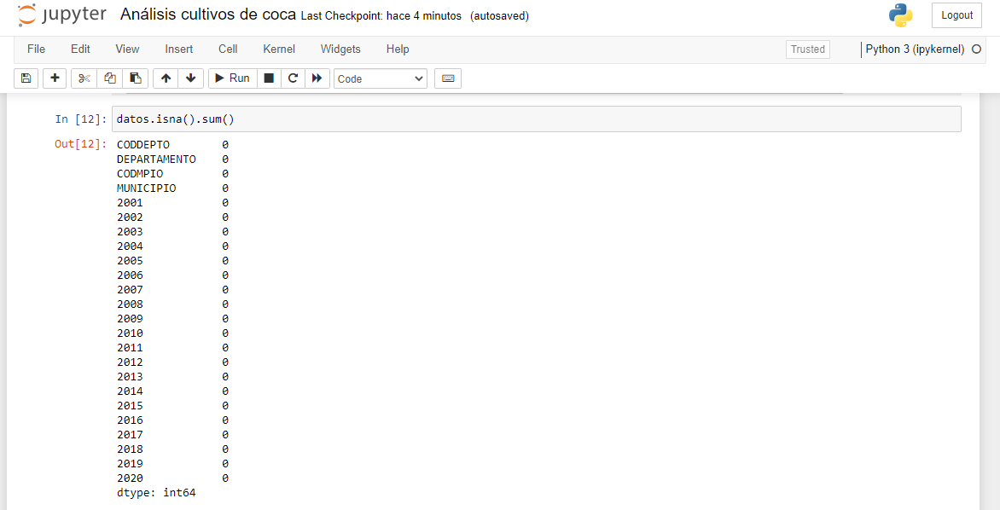 jupyter Análisis cultivos de coca Last Checkpoint: hace 4 minutos (autosaved) Logout
File Edit View Insert Cell Kernel Widgets Help Trusted Python 3 (ipykernel)
Run Code
In [12]: datos.isna().sum()
Out[12]: CODDEPTO 0
DEPARTAMENTO 0
CODMPIO 0
MUNICIPIO 0
2001 0
2002 0
2003 0
2004 0
2005 0
2006 0
2007 0
2008 0
2009 0
2010 0
2011 0
2012 0
2013 0
2014 0
2015 0
2016 0
2017 0
2018 0
2019 0
2020 0
dtype: int64